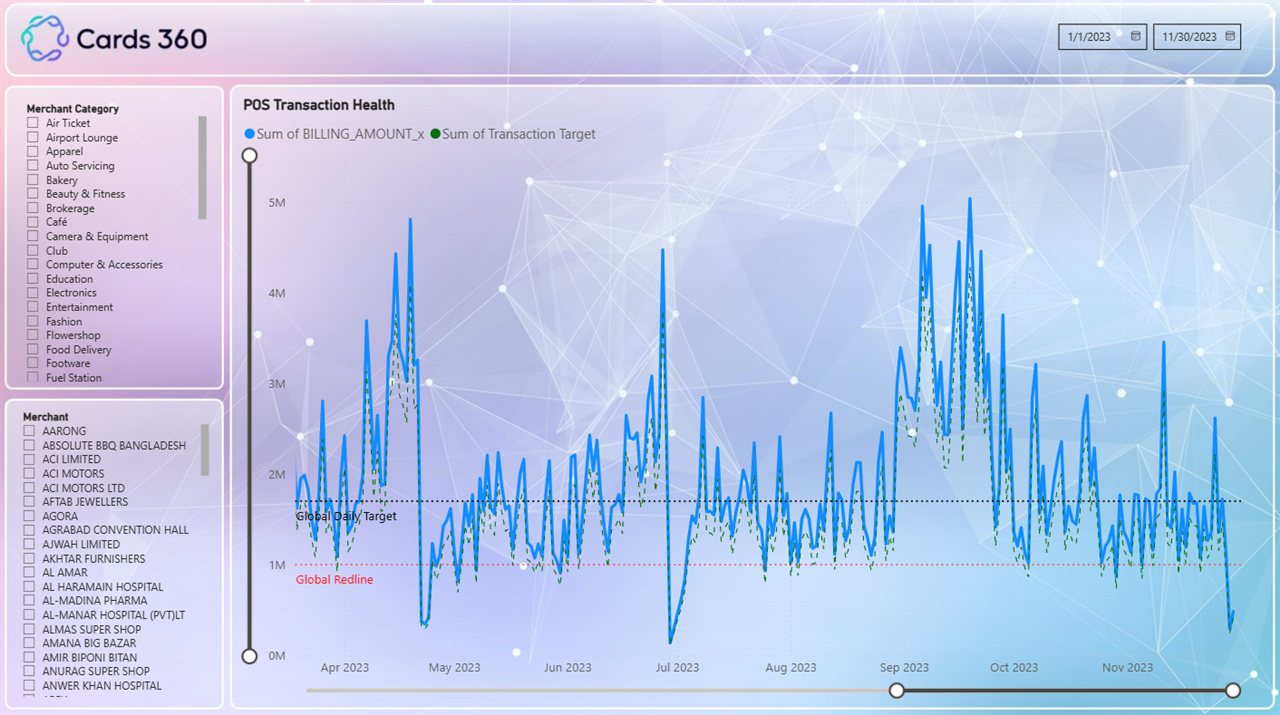 Cards 360
1/1/2023
11/30/2023
Merchant Category
Air Ticket
Airport Lounge
Apparel
Auto Servicing
Bakery
Beauty & Fitness
Brokerage
Café
Camera & Equipment
Club
Computer & Accessories
Education
Electronics
Entertainment
Fashion
Flowershop
Food Delivery
Footware
Fuel Station
Merchant
AARONG
ABSOLUTE BBQ BANGLADESH
ACI LIMITED
ACI MOTORS
ACI MOTORS LTD
AFTAB JEWELLERS
AGORA
AGRABAD CONVENTION HALL
AJWAH LIMITED
AKHTAR FURNISHERS
AL AMAR
AL HARAMAIN HOSPITAL
AL-MADINA PHARMA
AL-MANAR HOSPITAL (PVT)LT
ALMAS SUPER SHOP
AMANA BIG BAZAR
AMIR BIPONI BITAN
ANURAG SUPER SHOP
ANWER KHAN HOSPITAL
POS Transaction Health
Sum of BILLING_AMOUNT_x Sum of Transaction Target
5M
4M
3M
2M
Global Daily Target
1M
Global Redline
0M
Apr 2023 May 2023 Jun 2023 Jul 2023 Aug 2023 Sep 2023 Oct 2023 Nov 2023